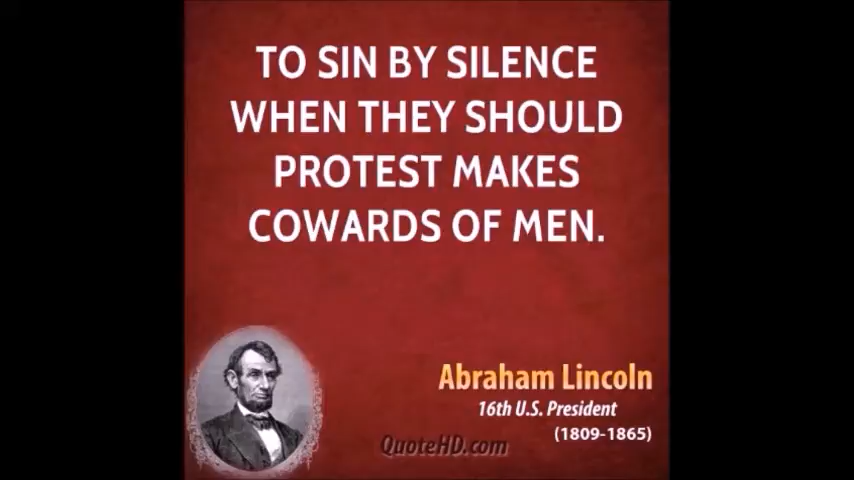 TO SIN BY SILENCE
WHEN THEY SHOULD
PROTEST MAKES
COWARDS OF MEN.
Abraham Lincoln
16th U.S. President
(1809-1865)
QuoteHD.com